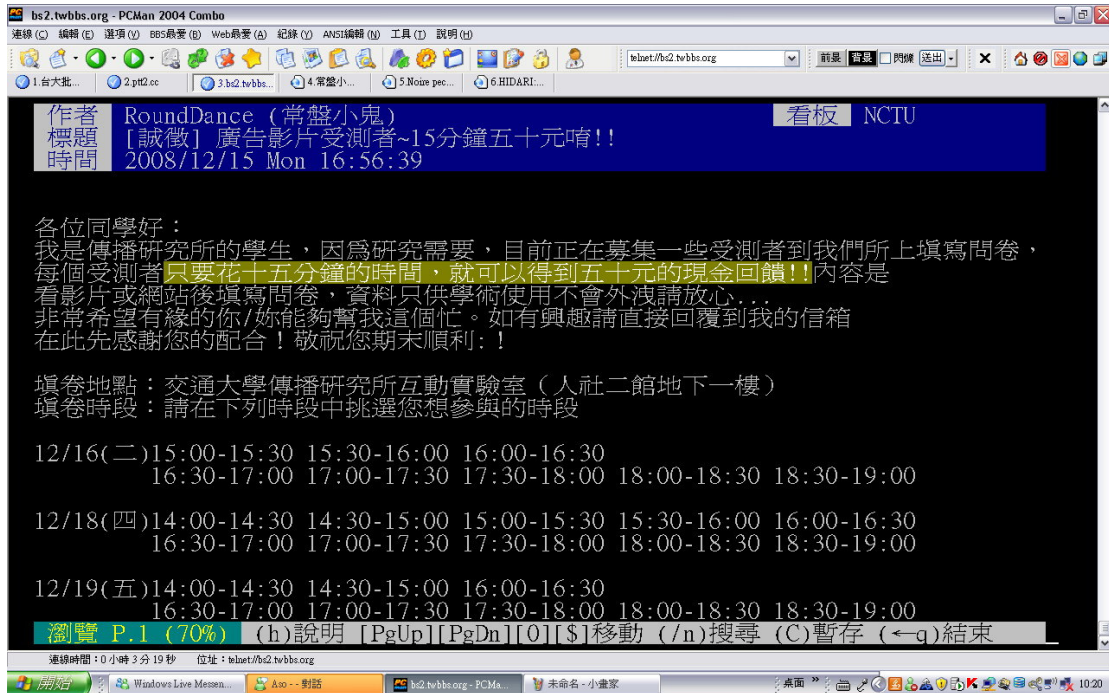 bs2.twbbs.org - PCMan 2004 Combo
連線(C) 編輯(E) 選項(V) BBS最愛(B) Web最愛(A) 紀錄(Y) ANSI編輯(N) 工具(T) 說明(H)
telnet://bs2.twbbs.org 前景 背景 閃爍 送出
1.台大批... 2.ptt2.cc 3.bs2.twbbs... 4.常盤小... 5.Noire pec... 6.HIDARI:...
作者 RoundDance (常盤小鬼) 看板 NCTU
標題 [誠徵] 廣告影片受測者~15分鐘五十元唷!!
時間 2008/12/15 Mon 16:56:39
各位同學好：
我是傳播研究所的學生，因為研究需要，目前正在募集一些受測者到我們所上填寫問卷，
每個受測者只要花十五分鐘的時間，就可以得到五十元的現金回饋!!內容是
看影片或網站後填寫問卷，資料只供學術使用不會外洩請放心...
非常希望有緣的你/妳能夠幫我這個忙。如有興趣請直接回覆到我的信箱
在此先感謝您的配合！敬祝您期末順利:！
填卷地點：交通大學傳播研究所互動實驗室（人社二館地下一樓）
填卷時段：請在下列時段中挑選您想參與的時段
12/16(二)15:00-15:30 15:30-16:00 16:00-16:30
16:30-17:00 17:00-17:30 17:30-18:00 18:00-18:30 18:30-19:00
12/18(四)14:00-14:30 14:30-15:00 15:00-15:30 15:30-16:00 16:00-16:30
16:30-17:00 17:00-17:30 17:30-18:00 18:00-18:30 18:30-19:00
12/19(五)14:00-14:30 14:30-15:00 16:00-16:30
16:30-17:00 17:00-17:30 17:30-18:00 18:00-18:30 18:30-19:00
瀏覽 P.1 (70%) (h)說明 [PgUp][PgDn][0][$]移動 (/n)搜尋 (C)暫存 (←q)結束
連線時間：0 小時 3 分 19 秒 位址：telnet://bs2.twbbs.org
開始 Windows Live Messen... Aso - - 對話 bs2.twbbs.org - PCMa... 未命名 - 小畫家 桌面 » 10:20